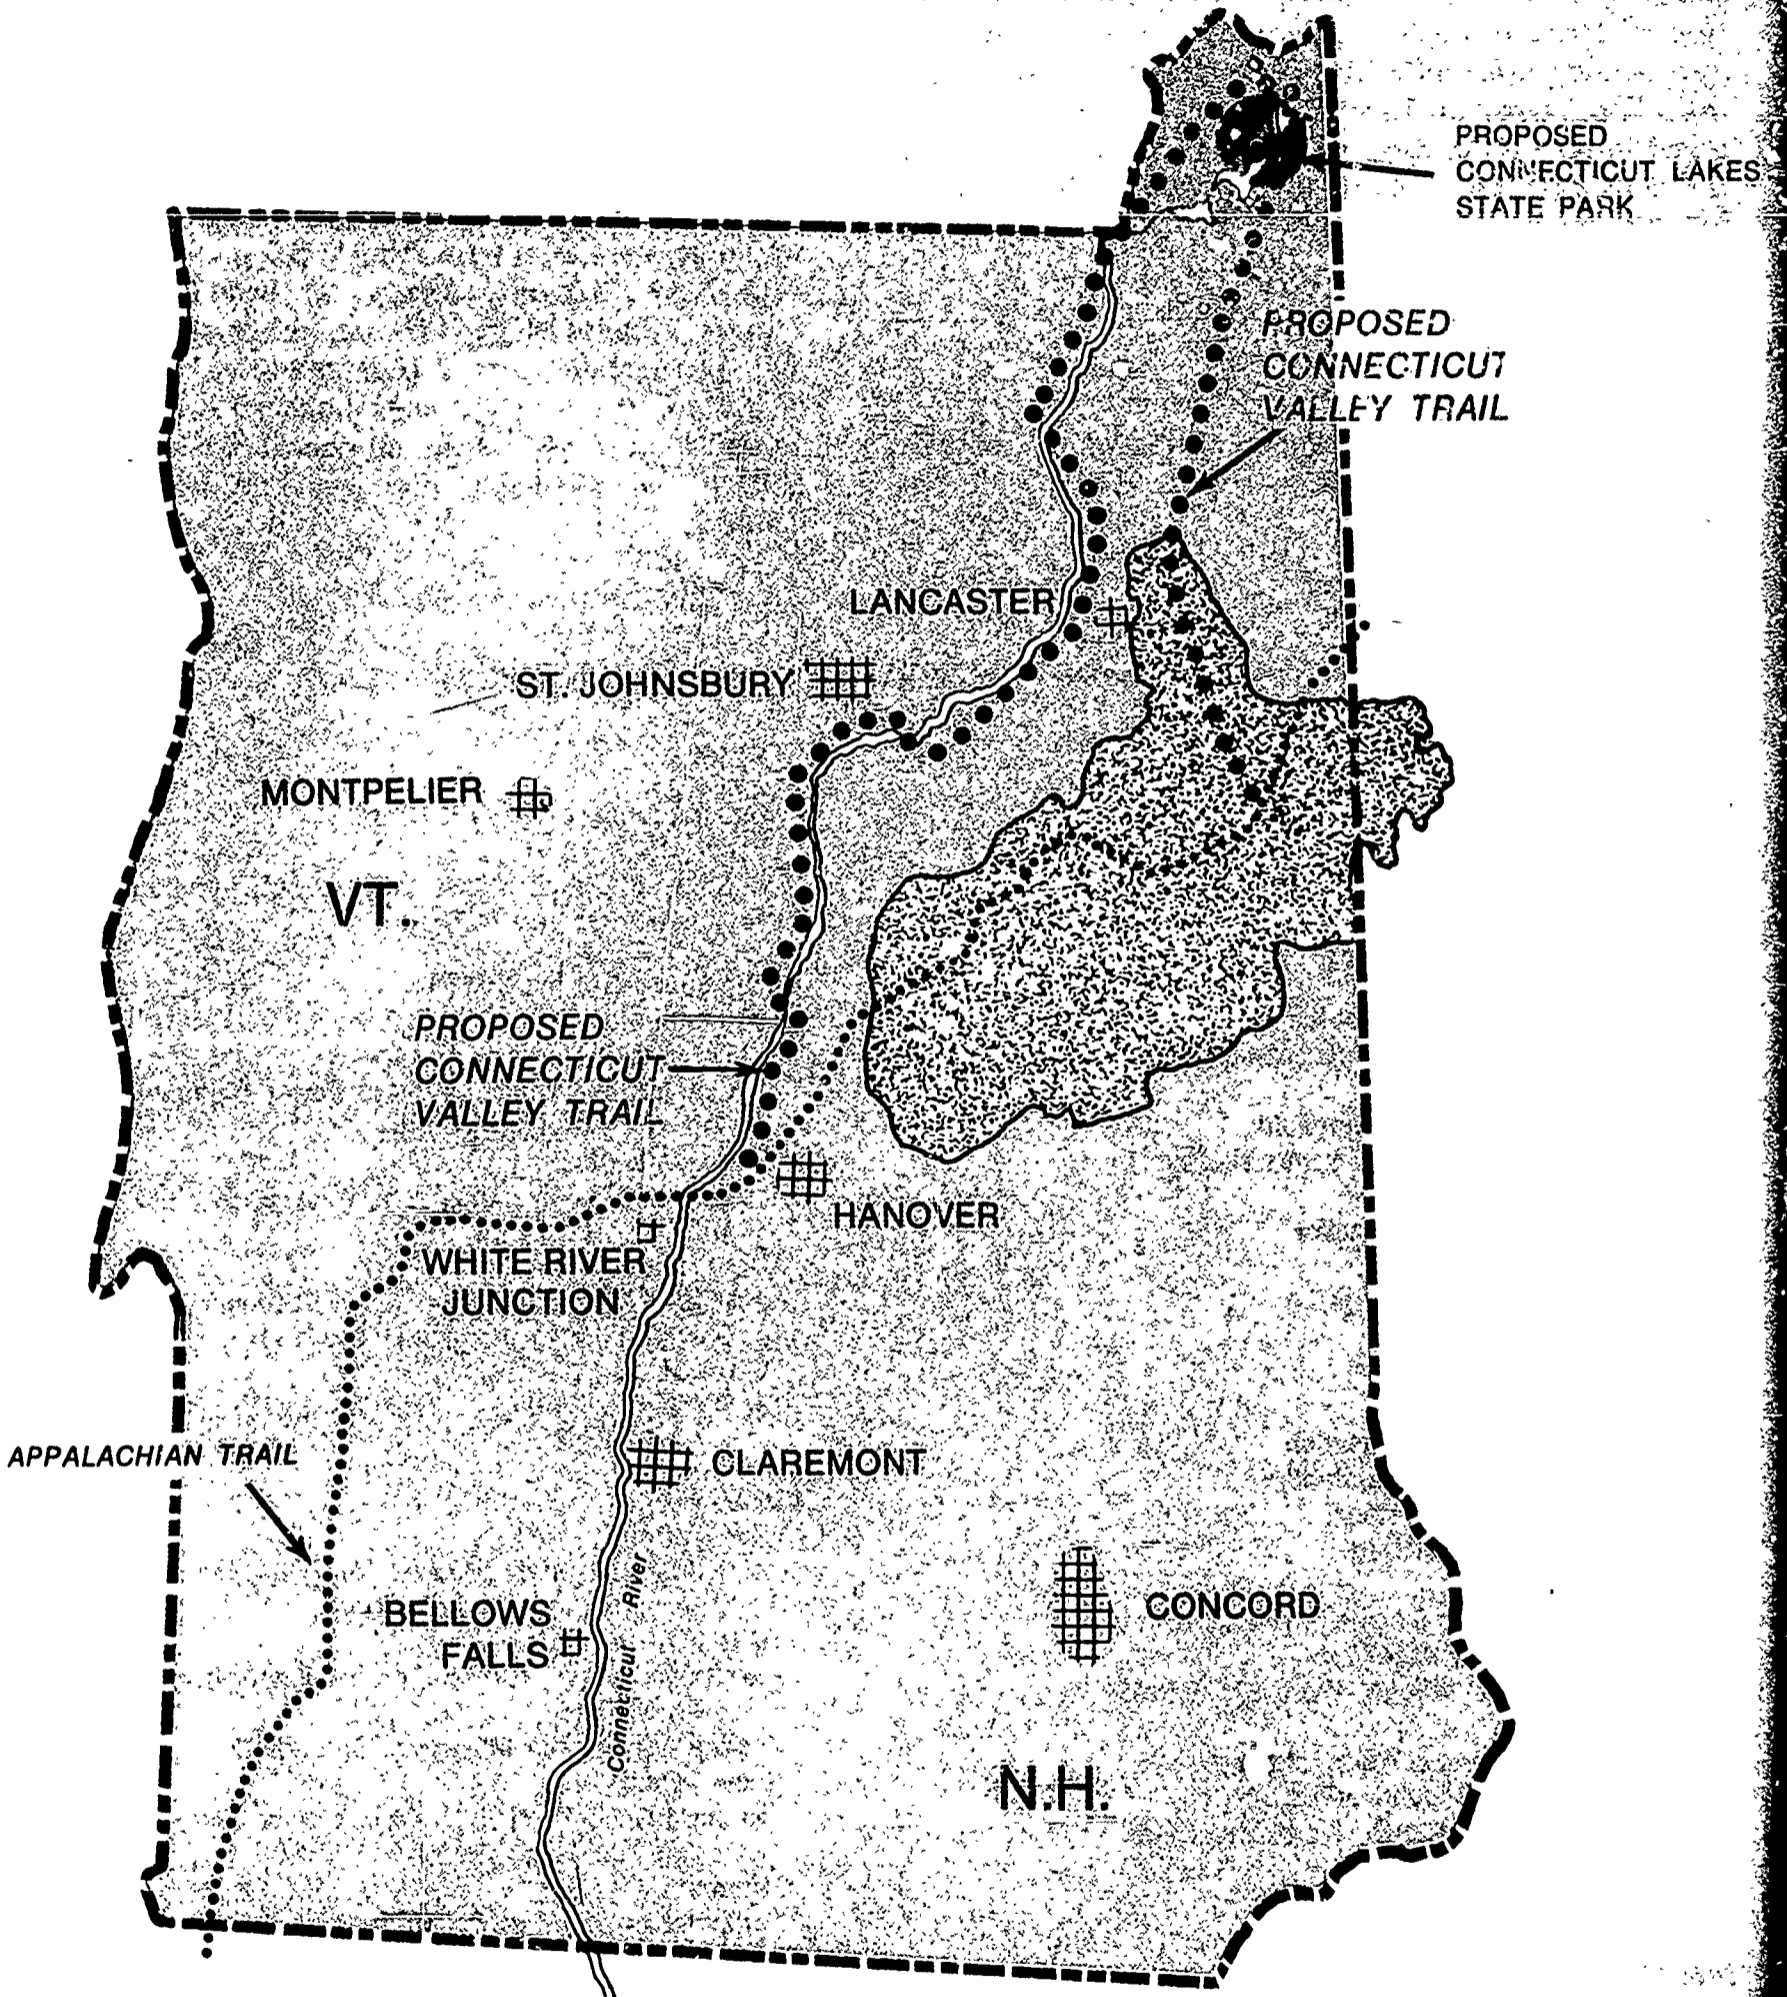 PROPOSED
CONNECTICUT LAKES
STATE PARK
PROPOSED
CONNECTICUT
VALLEY TRAIL
LANCASTER
ST. JOHNSBURY
MONTPELIER
VT.
PROPOSED
CONNECTICUT
VALLEY TRAIL
HANOVER
WHITE RIVER
JUNCTION
APPALACHIAN TRAIL
CLAREMONT
BELLOWS
FALLS
Connecticut River
CONCORD
N.H.